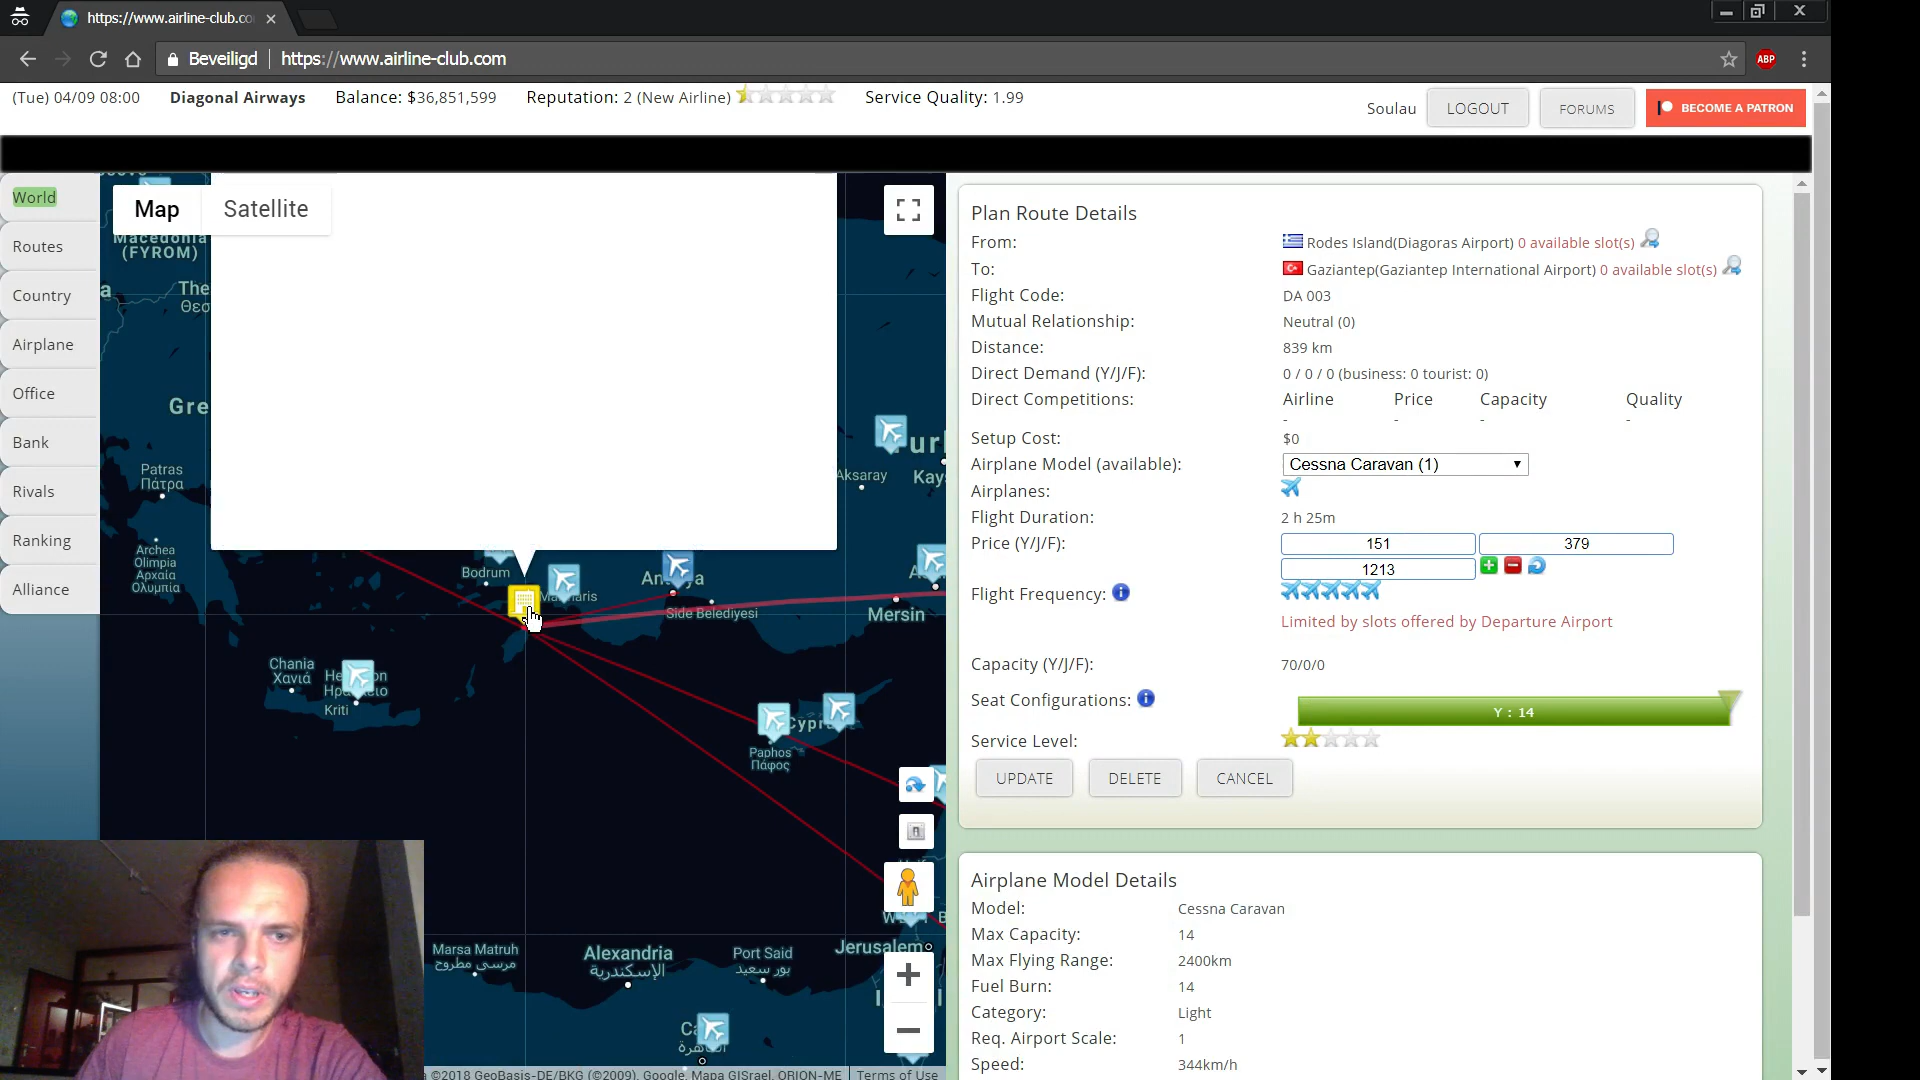 https://www.airline-club.co
Beveiligd
https://www.airline-club.com
ABP
(Tue) 04/09 08:00
Diagonal Airways
Balance: $36,851,599
Reputation: 2 (New Airline)
Service Quality: 1.99
Soulau
LOGOUT
FORUMS
BECOME A PATRON
World
Routes
Country
Airplane
Office
Bank
Rivals
Ranking
Alliance
Map
Satellite
Macedonia
(FYROM)
The
Θεσ
Gre
Patras
Πάτρα
Archea
Olimpia
Αρχαία
Ολυμπία
Chania
Χανιά
Kriti
Bodrum
Side Belediyesi
Mersin
Aksaray
Kays
Cypr
Paphos
Πάφος
Marsa Matruh
مرسى مطروح
Alexandria
الإسكندرية
Port Said
بور سعيد
Jerusalem
القاهرة
©2018 GeoBasis-DE/BKG (©2009), Google, Mapa GISrael, ORION-ME
Terms of Use
Plan Route Details
From:
Rodes Island(Diagoras Airport) 0 available slot(s)
To:
Gaziantep(Gaziantep International Airport) 0 available slot(s)
Flight Code:
DA 003
Mutual Relationship:
Neutral (0)
Distance:
839 km
Direct Demand (Y/J/F):
0 / 0 / 0 (business: 0 tourist: 0)
Direct Competitions:
Airline Price Capacity Quality
- - - -
Setup Cost:
$0
Airplane Model (available):
Cessna Caravan (1)
Airplanes:
Flight Duration:
2 h 25m
Price (Y/J/F):
151
379
1213
Flight Frequency:
Limited by slots offered by Departure Airport
Capacity (Y/J/F):
70/0/0
Seat Configurations:
Y : 14
Service Level:
UPDATE
DELETE
CANCEL
Airplane Model Details
Model:
Cessna Caravan
Max Capacity:
14
Max Flying Range:
2400km
Fuel Burn:
14
Category:
Light
Req. Airport Scale:
1
Speed:
344km/h